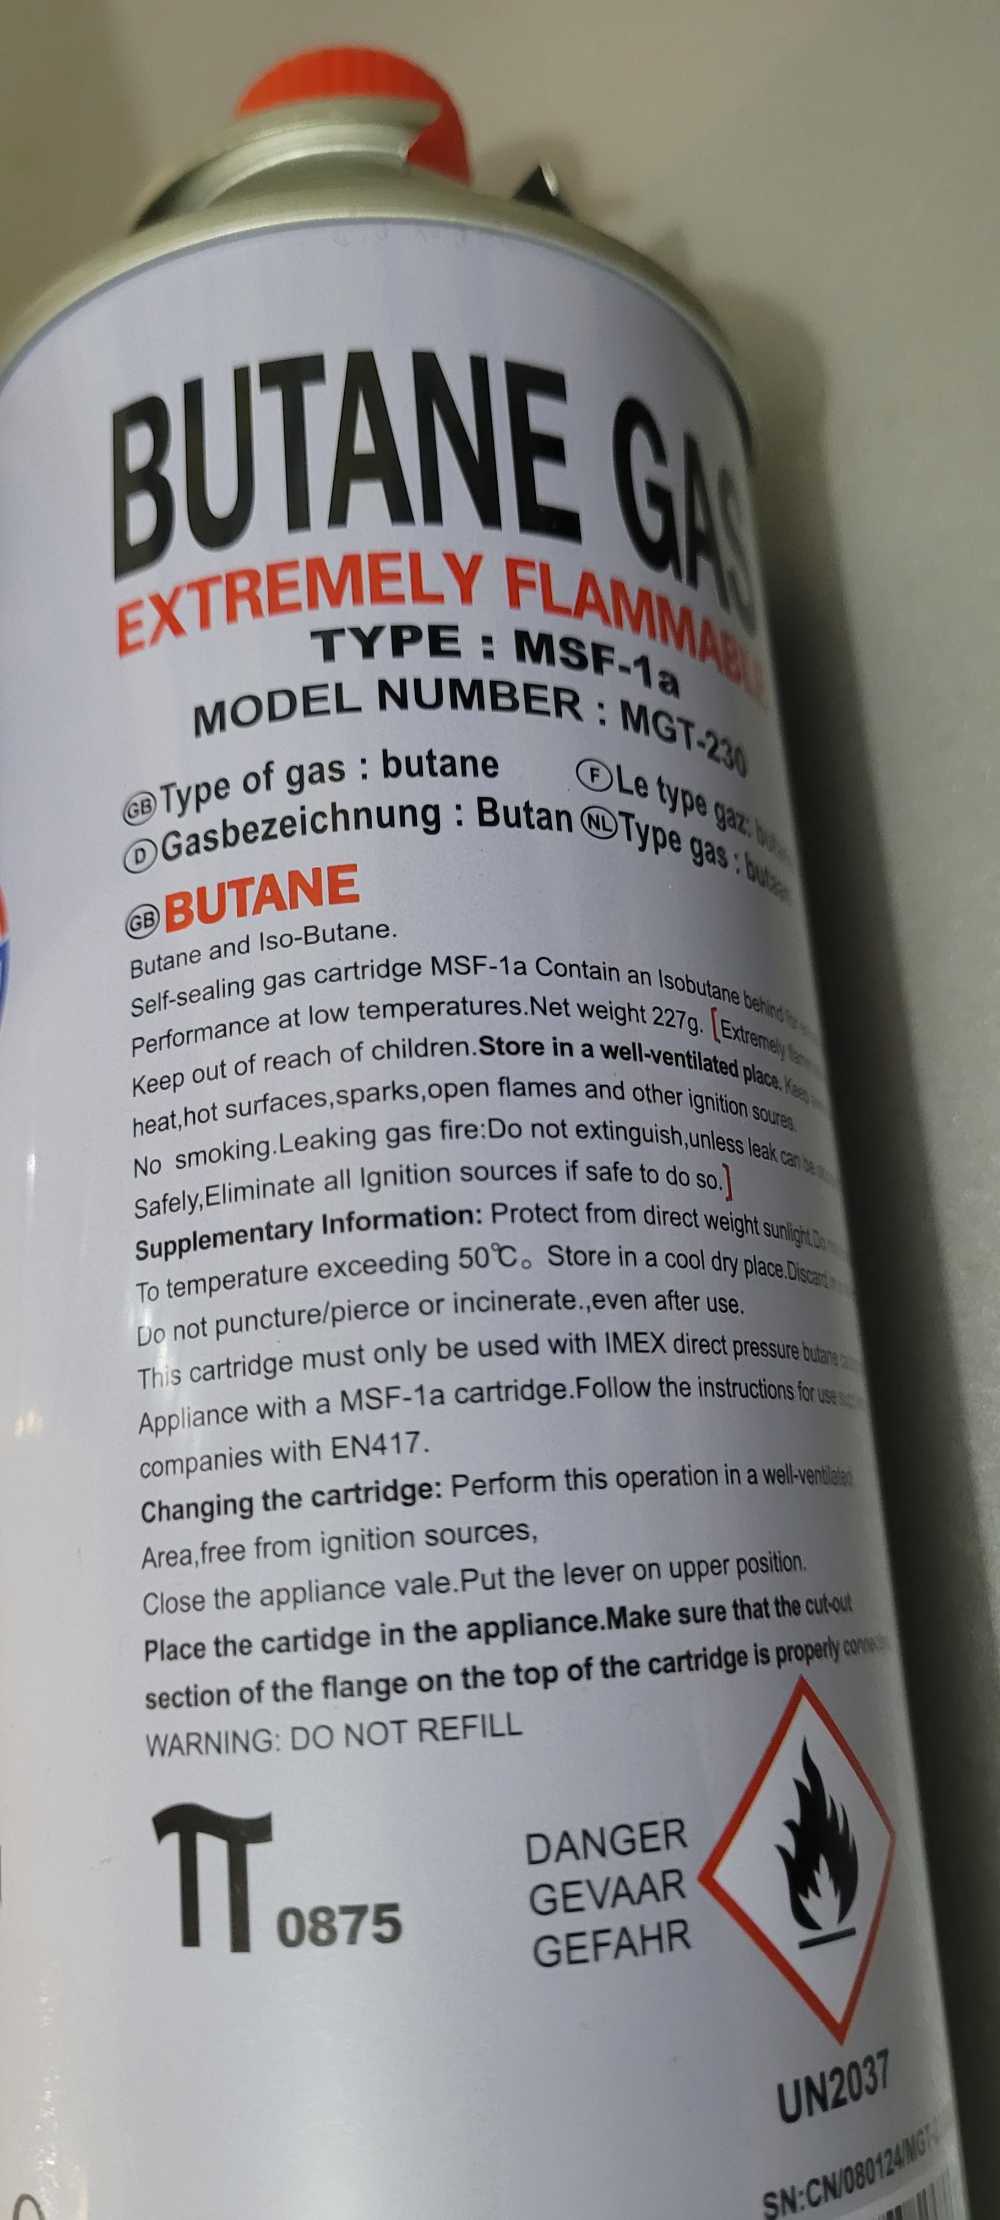 BUTANE GAS
EXTREMELY FLAMMABLE
TYPE : MSF-1a
MODEL NUMBER : MGT-230
GB Type of gas : butane
F Le type gaz:
D Gasbezeichnung : Butan
NL Type gas : butaan
GB BUTANE
Butane and Iso-Butane.
Self-sealing gas cartridge MSF-1a Contain an Isobutane behind
Performance at low temperatures.Net weight 227g. [Extremely
Keep out of reach of children.Store in a well-ventilated place. Keep
heat,hot surfaces,sparks,open flames and other ignition soures.
No smoking.Leaking gas fire:Do not extinguish,unless leak can be
Safely,Eliminate all Ignition sources if safe to do so.]
Supplementary Information: Protect from direct weight sunlight.Do
To temperature exceeding 50℃。 Store in a cool dry place.Discard
Do not puncture/pierce or incinerate.,even after use.
This cartridge must only be used with IMEX direct pressure butane
Appliance with a MSF-1a cartridge.Follow the instructions for use
companies with EN417.
Changing the cartridge: Perform this operation in a well-ventilated
Area,free from ignition sources,
Close the appliance vale.Put the lever on upper position.
Place the cartidge in the appliance.Make sure that the cut-out
section of the flange on the top of the cartridge is properly
WARNING: DO NOT REFILL
π 0875
DANGER
GEVAAR
GEFAHR
UN2037
SN:CN/080124/MGT-